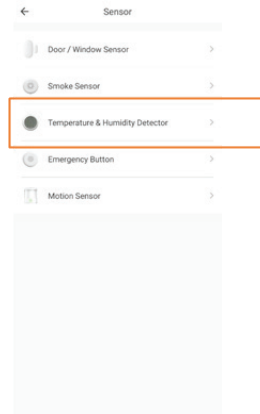 Sensor
Door / Window Sensor
Smoke Sensor
Temperature & Humidity Detector
Emergency Button
Motion Sensor